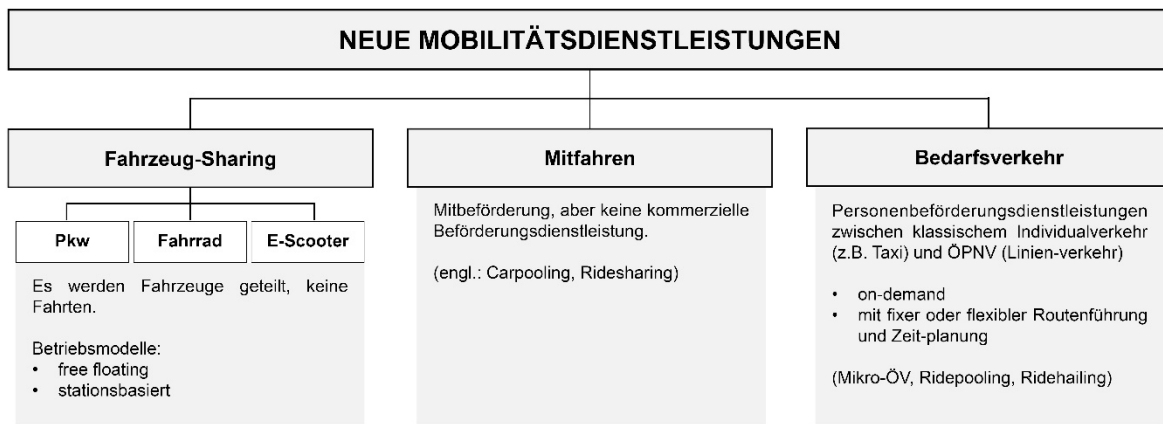 NEUE MOBILITÄTSDIENSTLEISTUNGEN
Fahrzeug-Sharing
Pkw
Fahrrad
E-Scooter
Es werden Fahrzeuge geteilt, keine
Fahrten.
Betriebsmodelle:
• free floating
• stationsbasiert
Mitfahren
Mitbeförderung, aber keine kommerzielle
Beförderungsdienstleistung.
(engl.: Carpooling, Ridesharing)
Bedarfsverkehr
Personenbeförderungsdienstleistungen
zwischen klassischem Individualverkehr
(z.B. Taxi) und ÖPNV (Linien-verkehr)
• on-demand
• mit fixer oder flexibler Routenführung
und Zeit-planung
(Mikro-ÖV, Ridepooling, Ridehailing)